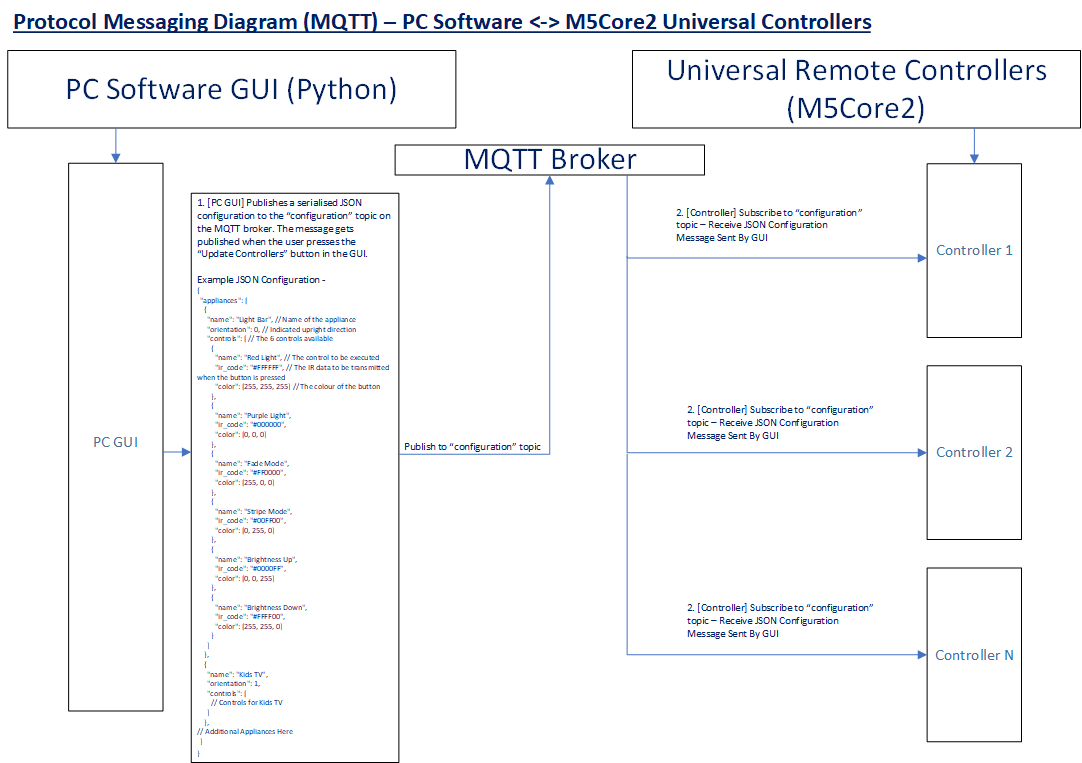 Protocol Messaging Diagram (MQTT) – PC Software <-> M5Core2 Universal Controllers
PC Software GUI (Python)
Universal Remote Controllers
(M5Core2)
MQTT Broker
PC GUI
1. [PC GUI] Publishes a serialised JSON
configuration to the “configuration” topic on
the MQTT broker. The message gets
published when the user presses the
“Update Controllers” button in the GUI.
Example JSON Configuration -
{
"appliances": [
{
"name": "Light Bar", // Name of the appliance
"orientation": 0, // Indicated upright direction
"controls": [ // The 6 controls available
{
"name": "Red Light", // The control to be executed
"ir_code": "#FFFFFF", // The IR data to be transmitted
when the button is pressed
"color": [255, 255, 255] // The colour of the button
},
{
"name": "Purple Light",
"ir_code": "#000000",
"color": [0, 0, 0]
},
{
"name": "Fade Mode",
"ir_code": "#FF0000",
"color": [255, 0, 0]
},
{
"name": "Stripe Mode",
"ir_code": "#00FF00",
"color": [0, 255, 0]
},
{
"name": "Brightness Up",
"ir_code": "#0000FF",
"color": [0, 0, 255]
},
{
"name": "Brightness Down",
"ir_code": "#FFFF00",
"color": [255, 255, 0]
}
]
},
{
"name": "Kids TV",
"orientation": 1,
"controls": [
// Controls for Kids TV
]
},
// Additional Appliances Here
]
}
Publish to “configuration” topic
2. [Controller] Subscribe to “configuration”
topic – Receive JSON Configuration
Message Sent By GUI
Controller 1
2. [Controller] Subscribe to “configuration”
topic – Receive JSON Configuration
Message Sent By GUI
Controller 2
2. [Controller] Subscribe to “configuration”
topic – Receive JSON Configuration
Message Sent By GUI
Controller N